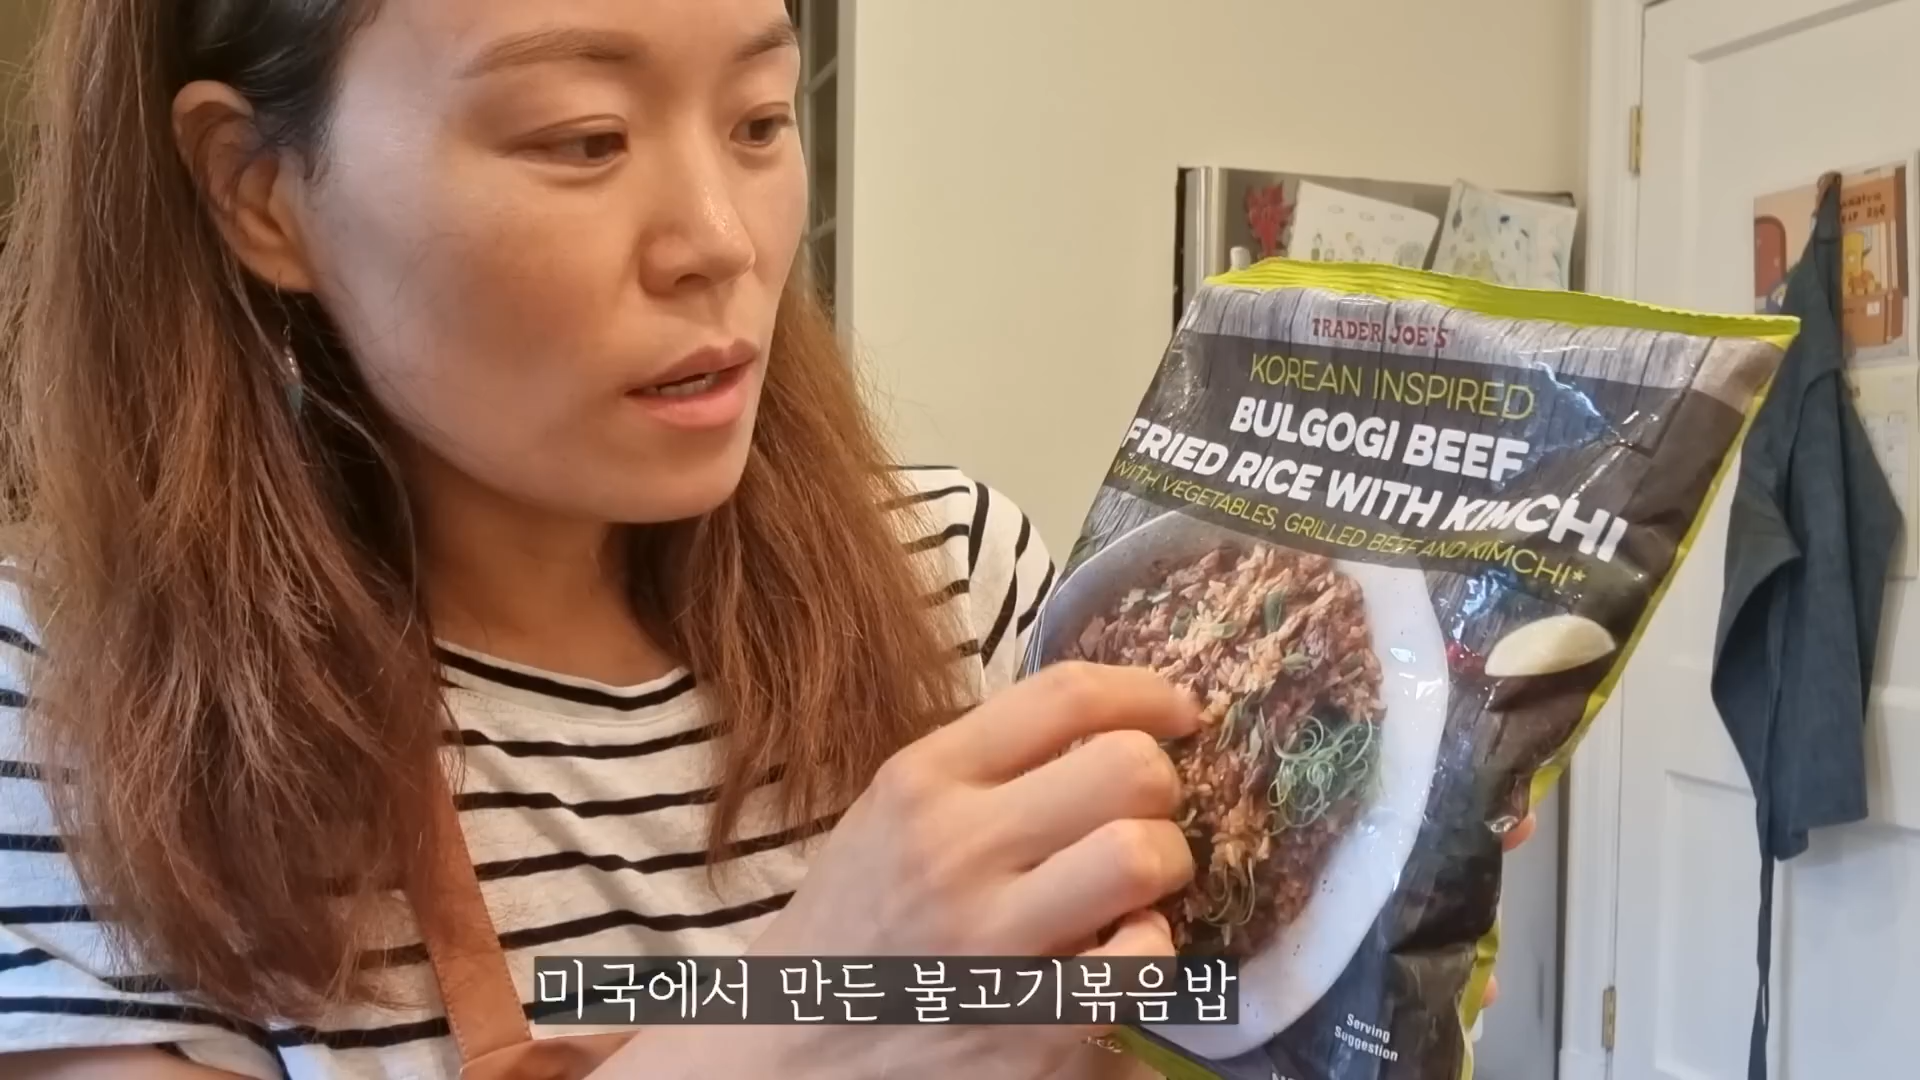 TRADER JOE'S
KOREAN INSPIRED
BULGOGI BEEF
FRIED RICE WITH KIMCHI
WITH VEGETABLES, GRILLED BEEF AND KIMCHI*
Serving
Suggestion
미국에서 만든 불고기볶음밥